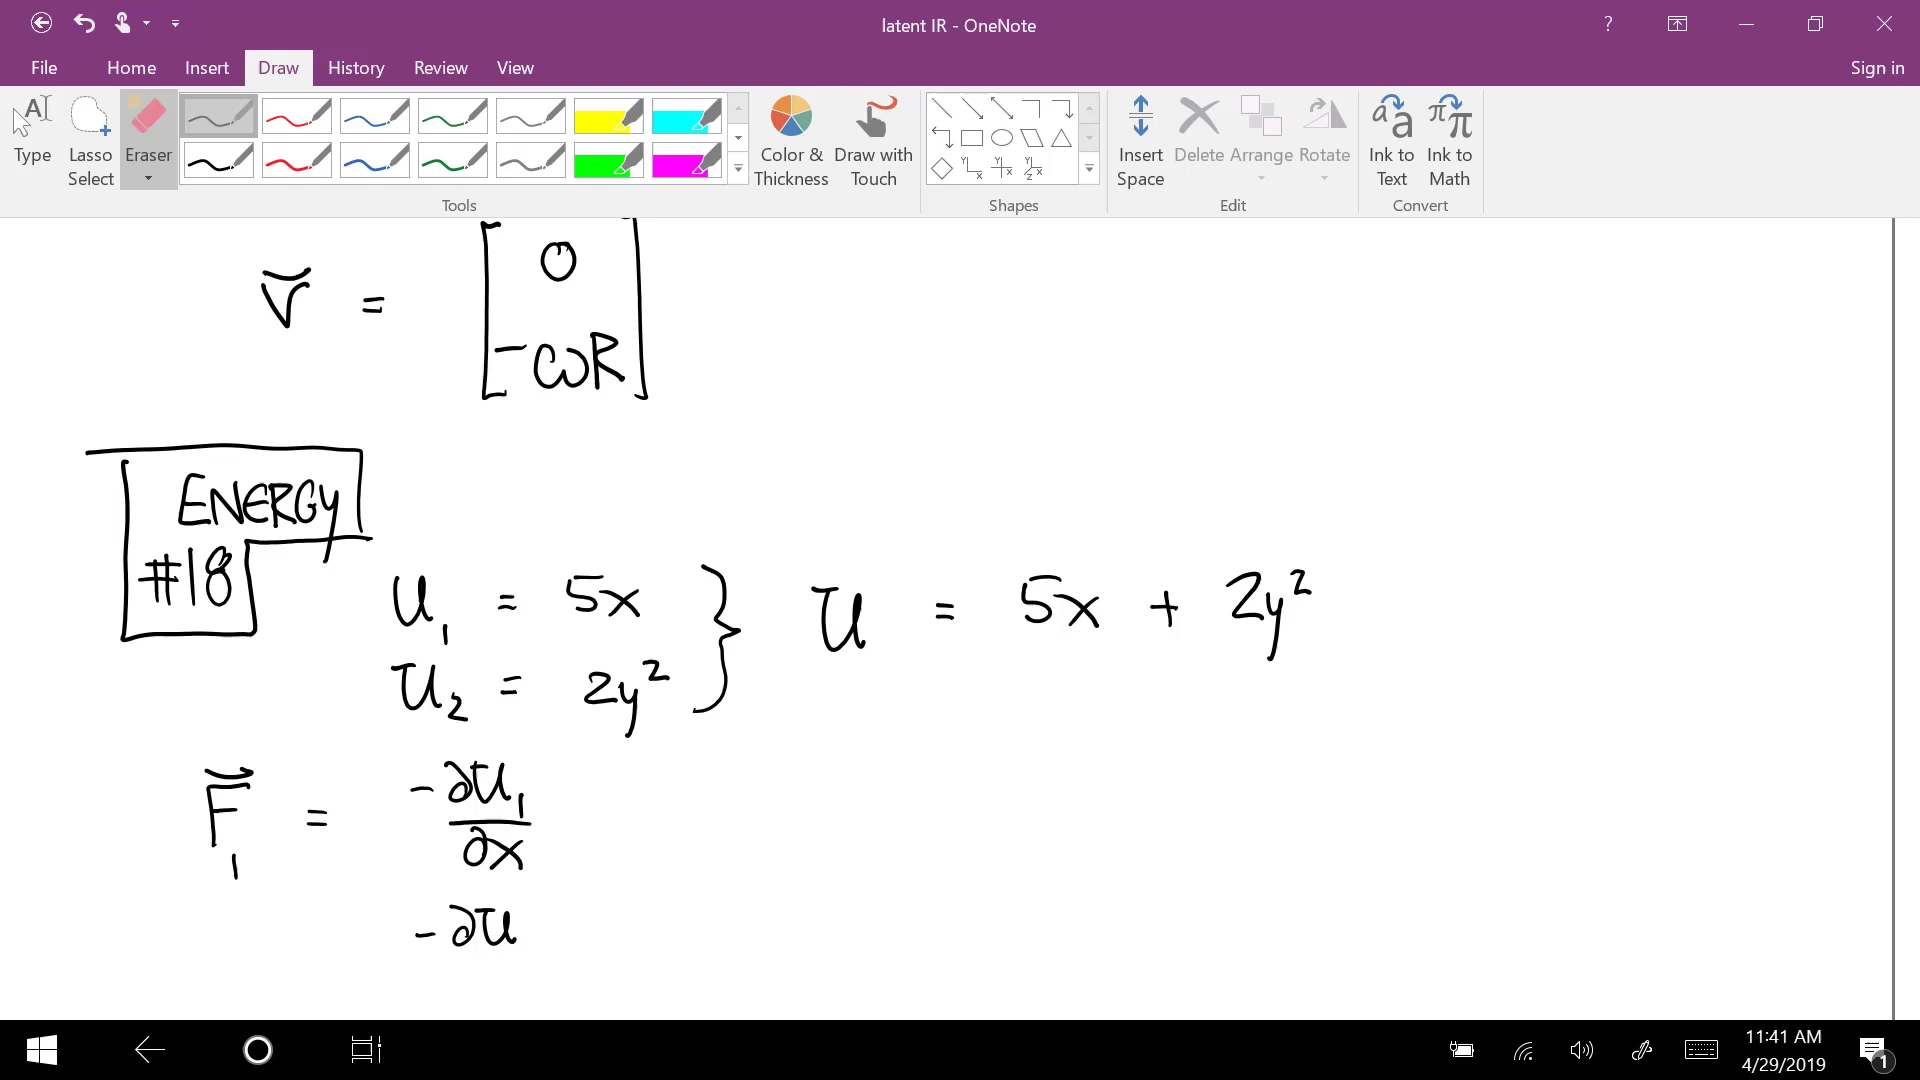 latent IR - OneNote
File Home Insert Draw History Review View Sign in
Type Lasso Select Eraser Color & Thickness Draw with Touch Insert Space Delete Arrange Rotate Ink to Text Ink to Math
Tools Shapes Edit Convert
0
v⃗ =
-ωR
ENERGY
#18
U₁ = 5x
U = 5x + 2y²
U₂ = 2y²
F⃗₁ = -∂U₁
∂x
-∂U
11:41 AM
4/29/2019
1